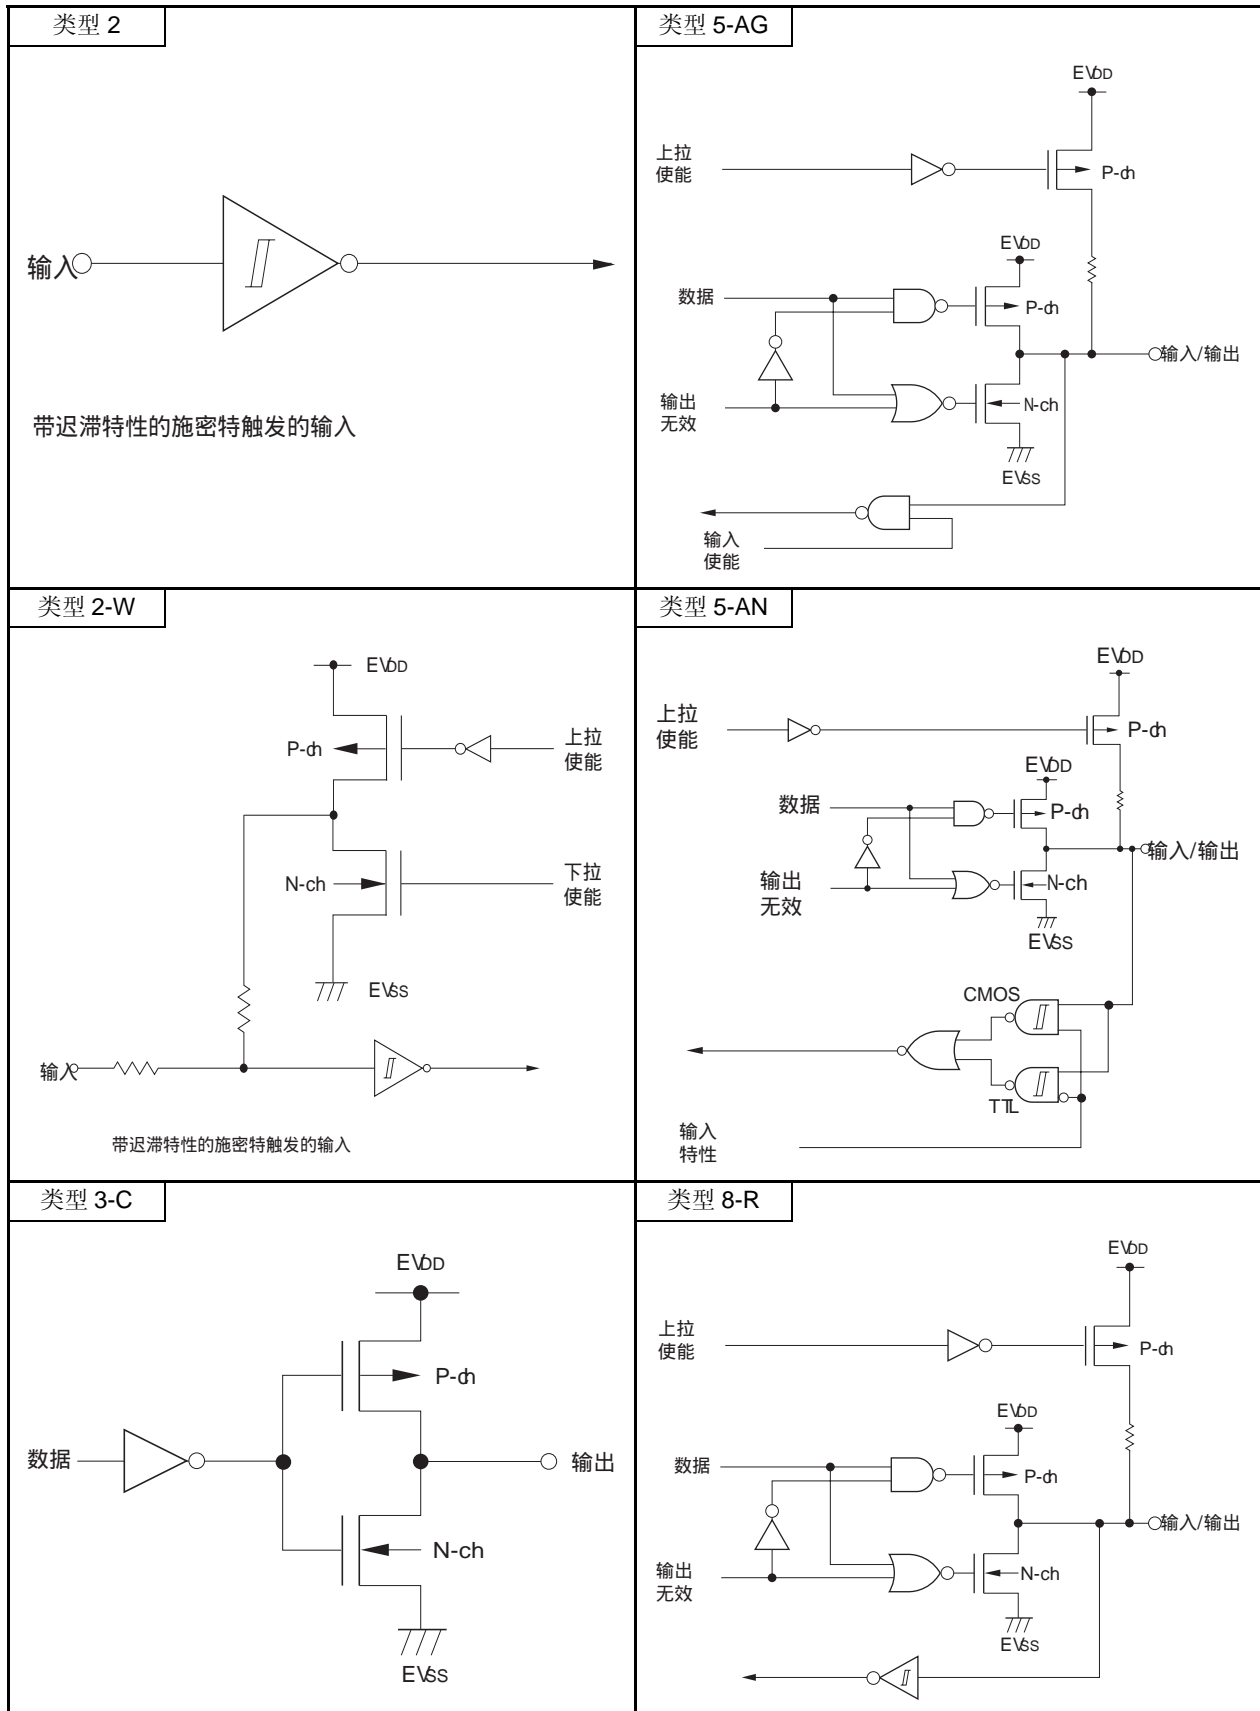 类型 2
输入
带迟滞特性的施密特触发的输入
类型 5-AG
EVDD
上拉
使能
P-ch
EVDD
数据
P-ch
输入/输出
输出
无效
N-ch
EVSS
输入
使能
类型 2-W
EVDD
P-ch
上拉
使能
N-ch
下拉
使能
EVSS
输入
带迟滞特性的施密特触发的输入
类型 5-AN
EVDD
上拉
使能
P-ch
EVDD
数据
P-ch
输入/输出
输出
无效
N-ch
EVSS
CMOS
TTL
输入
特性
类型 3-C
EVDD
P-ch
数据
输出
N-ch
EVSS
类型 8-R
EVDD
上拉
使能
P-ch
EVDD
数据
P-ch
输入/输出
输出
无效
N-ch
EVSS